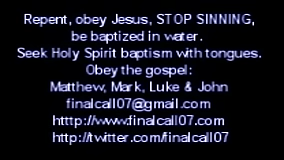 Repent, obey Jesus, STOP SINNING,
be baptized in water.
Seek Holy Spirit baptism with tongues.
Obey the gospel:
Matthew, Mark, Luke & John
finalcall07@gmail.com
htttp://www.finalcall07.com
http://twitter.com/finalcall07